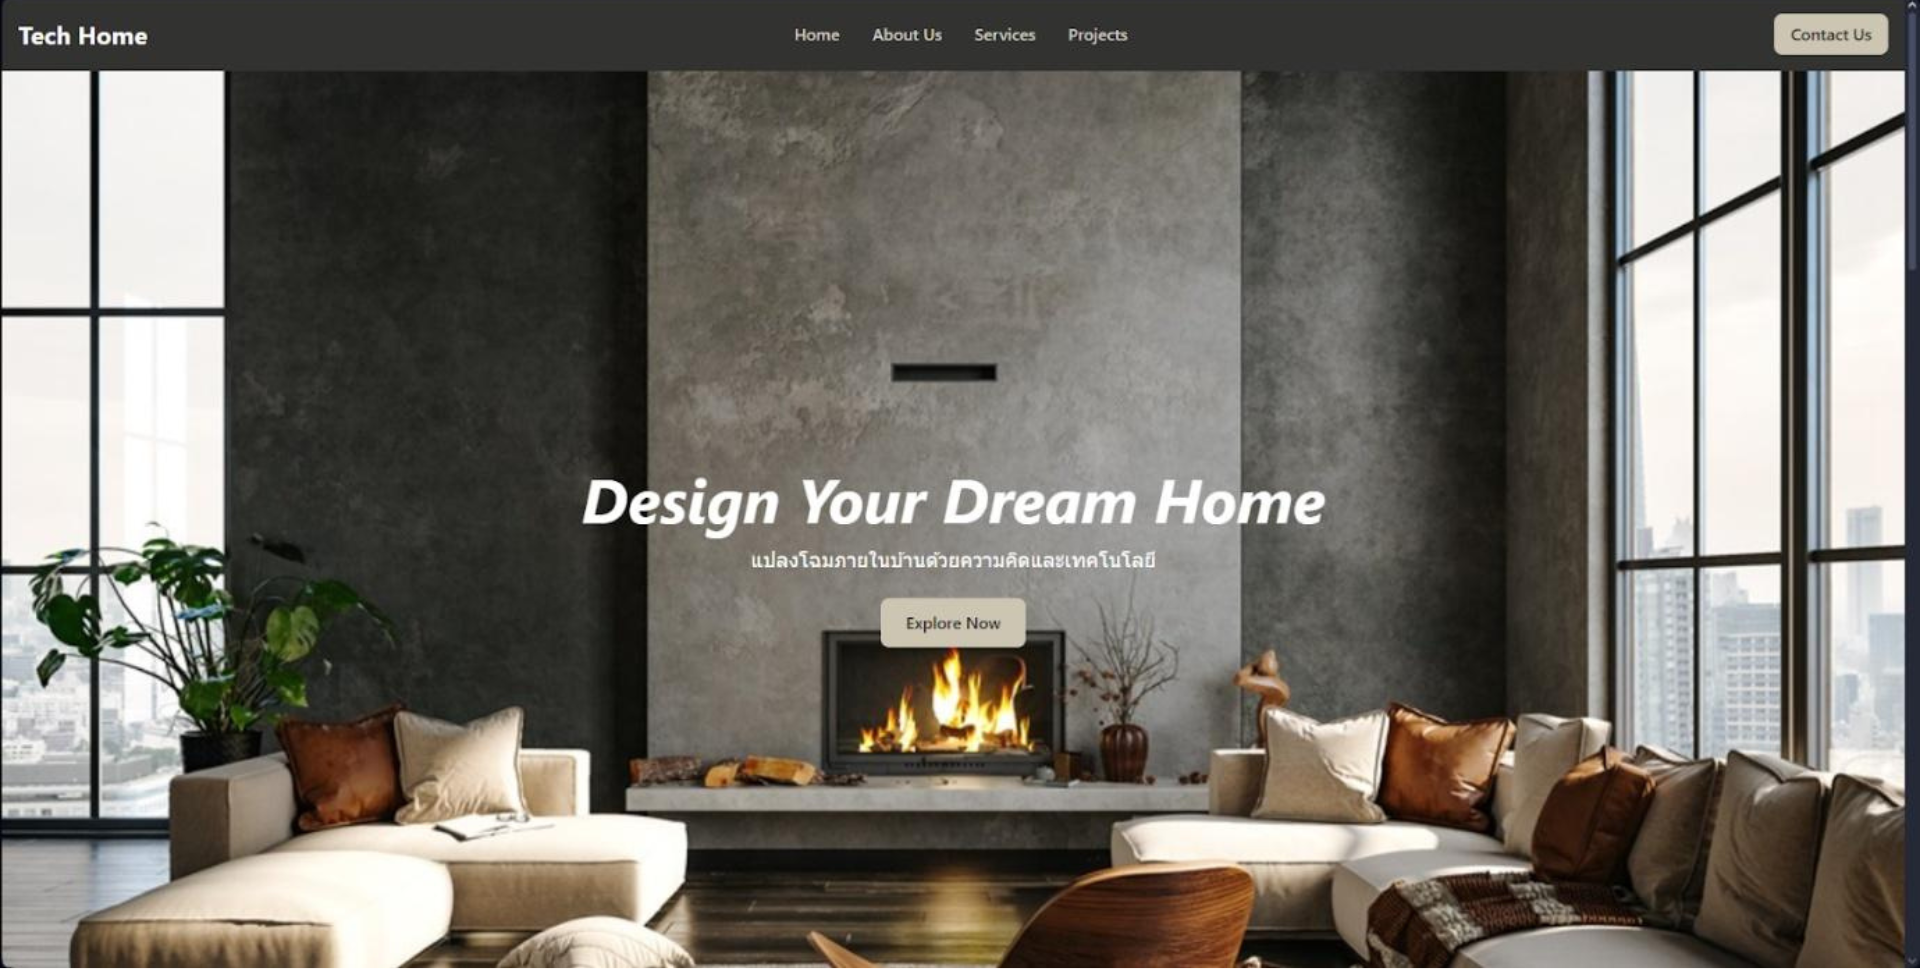 Tech Home
Home
About Us
Services
Projects
Contact Us
Design Your Dream Home
แปลงโฉมภายในบ้านด้วยความคิดและเทคโนโลยี
Explore Now